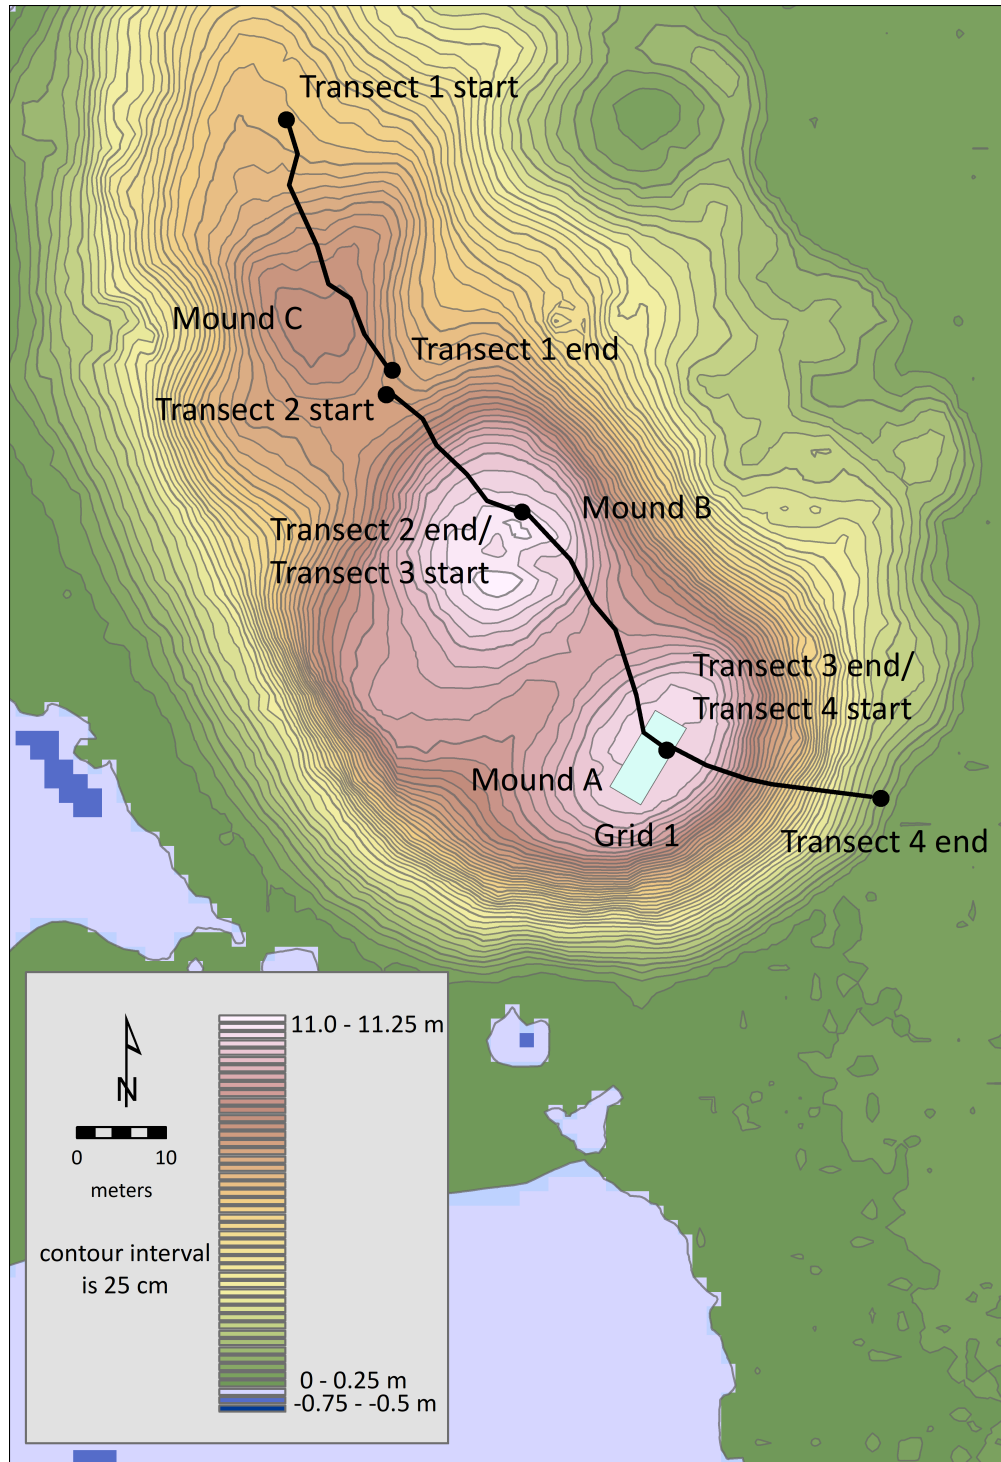 Transect 1 start
Mound C
Transect 1 end
Transect 2 start
Mound B
Transect 2 end/
Transect 3 start
Transect 3 end/
Transect 4 start
Mound A
Grid 1
Transect 4 end
11.0 - 11.25 m
N
0 10
meters
contour interval
is 25 cm
0 - 0.25 m
-0.75 - -0.5 m